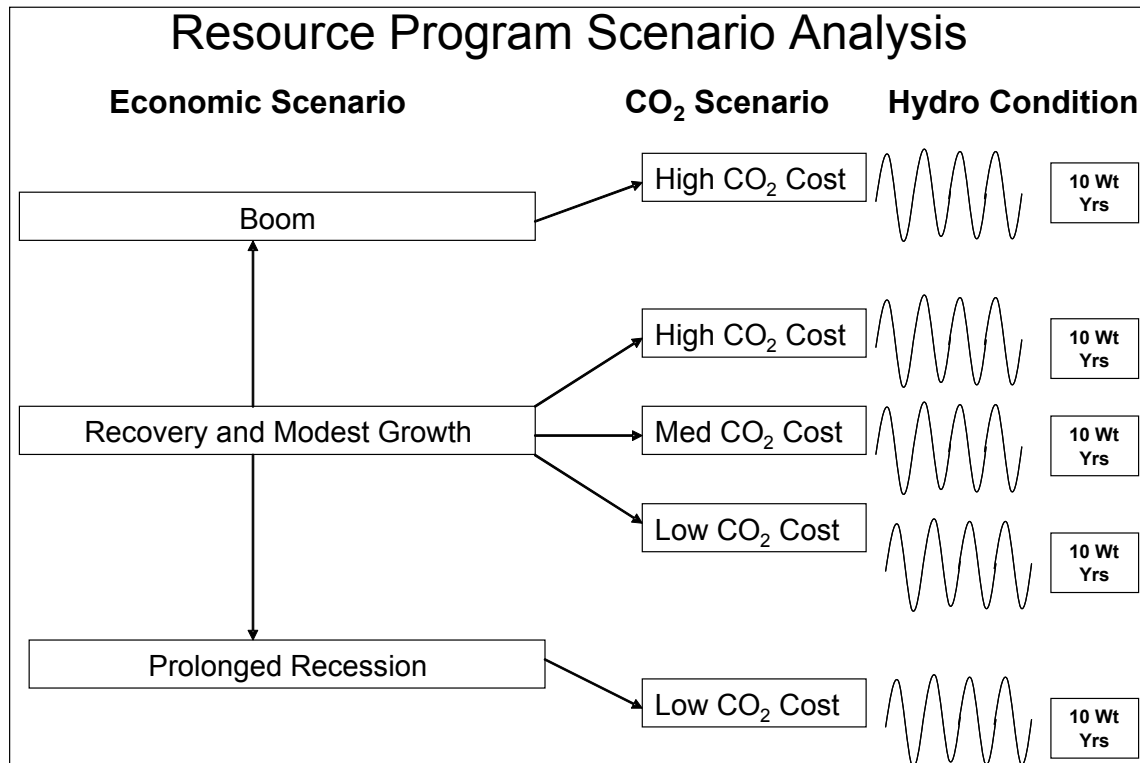 Resource Program Scenario Analysis
Economic Scenario
CO₂ Scenario
Hydro Condition
Boom
High CO₂ Cost
10 Wt
Yrs
High CO₂ Cost
10 Wt
Yrs
Recovery and Modest Growth
Med CO₂ Cost
10 Wt
Yrs
Low CO₂ Cost
10 Wt
Yrs
Prolonged Recession
Low CO₂ Cost
10 Wt
Yrs